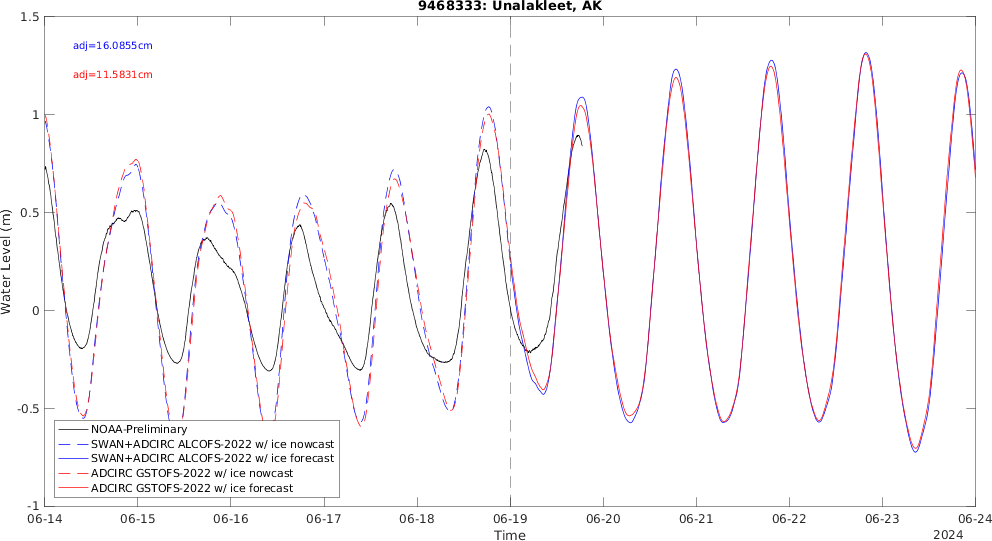 9468333: Unalakleet, AK
adj=16.0855cm
adj=11.5831cm
Water Level (m)
1.5
1
0.5
0
-0.5
-1
NOAA-Preliminary
SWAN+ADCIRC ALCOFS-2022 w/ ice nowcast
SWAN+ADCIRC ALCOFS-2022 w/ ice forecast
ADCIRC GSTOFS-2022 w/ ice nowcast
ADCIRC GSTOFS-2022 w/ ice forecast
06-14 06-15 06-16 06-17 06-18 06-19 06-20 06-21 06-22 06-23 06-24
Time
2024